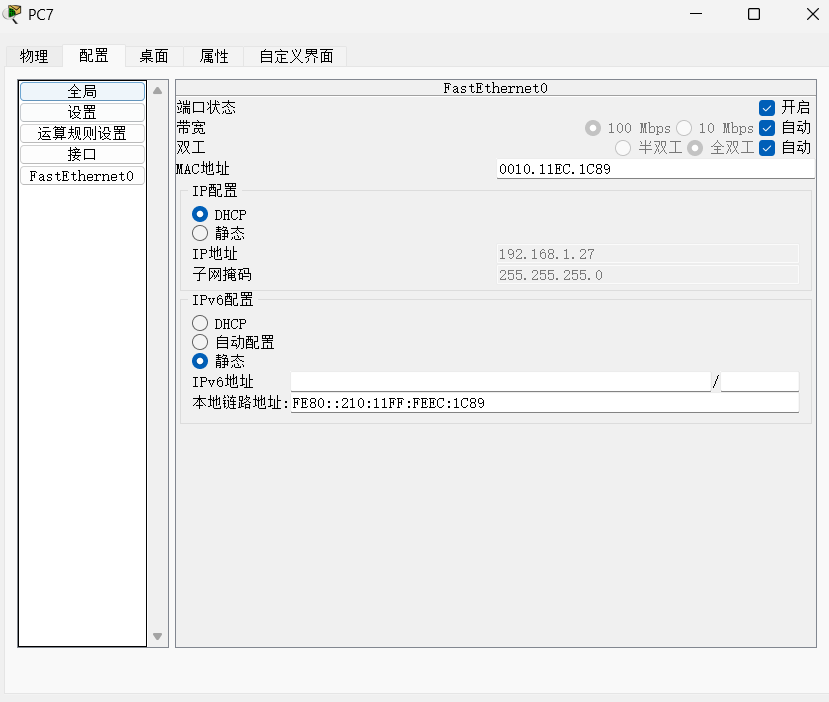 PC7
物理 配置 桌面 属性 自定义界面
全局
设置
运算规则设置
接口
FastEthernet0
FastEthernet0
端口状态 开启
带宽 100 Mbps 10 Mbps 自动
双工 半双工 全双工 自动
MAC地址 0010.11EC.1C89
IP配置
DHCP
静态
IP地址 192.168.1.27
子网掩码 255.255.255.0
IPv6配置
DHCP
自动配置
静态
IPv6地址 /
本地链路地址: FE80::210:11FF:FEEC:1C89